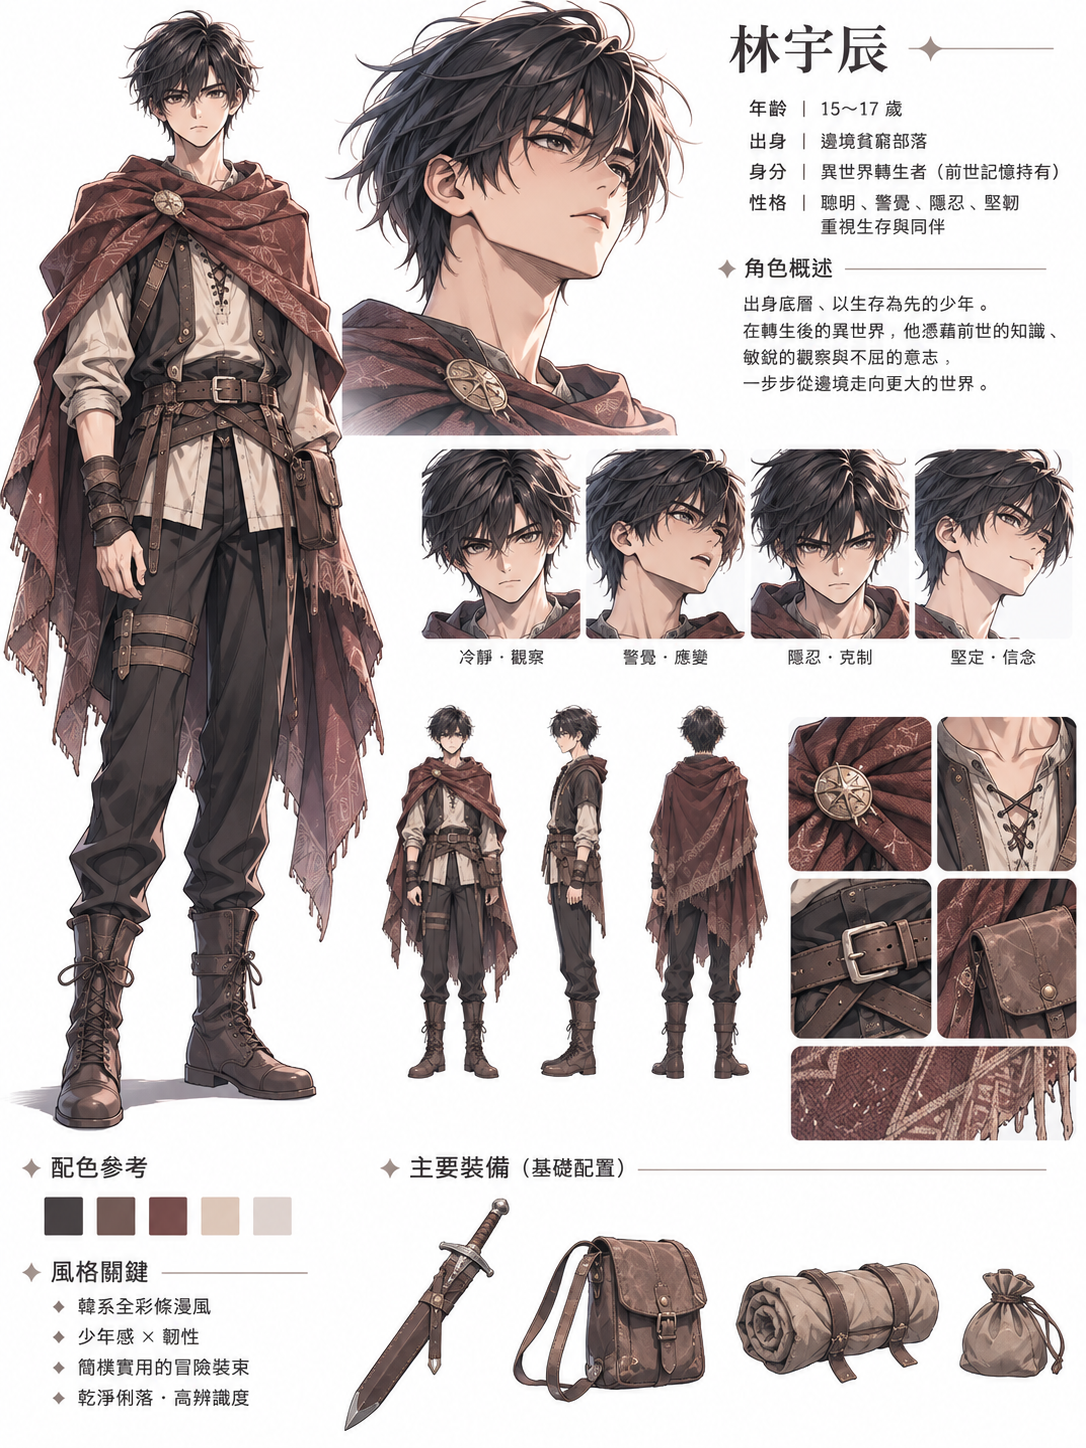 林宇辰
年齡 | 15～17 歲
出身 | 邊境貧窮部落
身分 | 異世界轉生者（前世記憶持有）
性格 | 聰明、警覺、隱忍、堅韌
重視生存與同伴
角色概述
出身底層、以生存為先的少年。
在轉生後的異世界，他憑藉前世的知識、
敏銳的觀察與不屈的意志，
一步步從邊境走向更大的世界。
冷靜・觀察
警覺・應變
隱忍・克制
堅定・信念
配色參考
風格關鍵
韓系全彩條漫風
少年感 × 韌性
簡樸實用的冒險裝束
乾淨俐落・高辨識度
主要裝備（基礎配置）